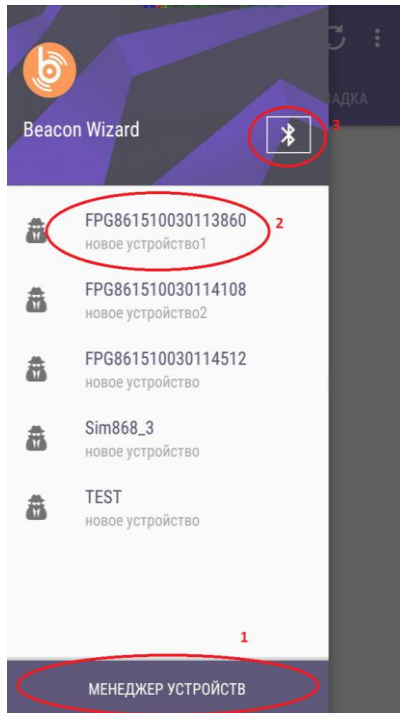 АДКА
Beacon Wizard
3
FPG861510030113860
2
новое устройство1
FPG861510030114108
новое устройство2
FPG861510030114512
новое устройство
Sim868_3
новое устройство
TEST
новое устройство
1
МЕНЕДЖЕР УСТРОЙСТВ